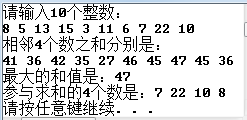 请输入10个整数：
8 5 13 15 3 11 6 7 22 10
相邻4个数之和分别是：
41 36 42 35 27 46 45 47 45 36
最大的和值是：47
参与求和的4个数是：7 22 10 8
请按任意键继续. . .